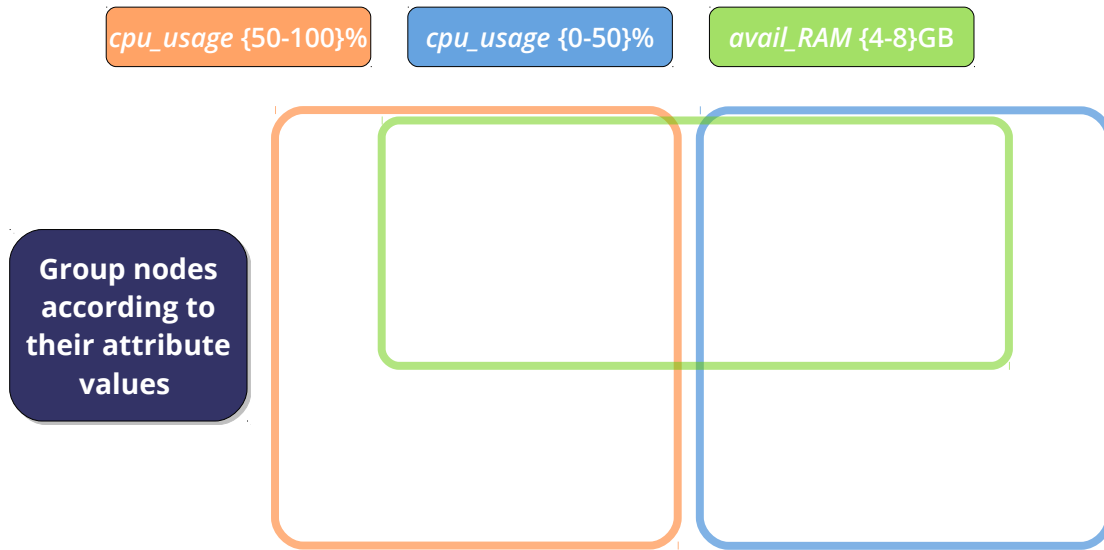 cpu_usage {50-100}%
cpu_usage {0-50}%
avail_RAM {4-8}GB
Group nodes
according to
their attribute
values